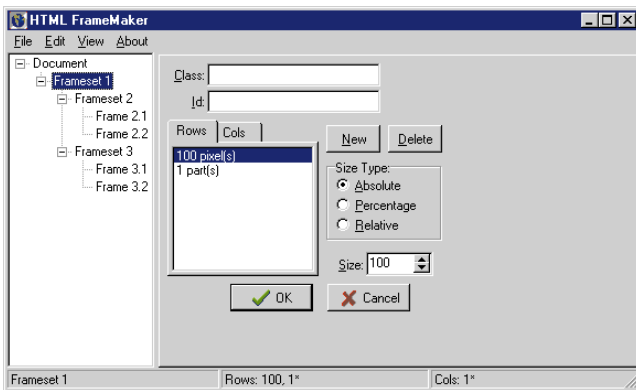 HTML FrameMaker
File Edit View About
Document
Frameset 1
Frameset 2
Frame 2.1
Frame 2.2
Frameset 3
Frame 3.1
Frame 3.2
Class:
Id:
Rows Cols
100 pixel(s)
1 part(s)
New Delete
Size Type:
Absolute
Percentage
Relative
Size: 100
OK Cancel
Frameset 1 Rows: 100, 1* Cols: 1*